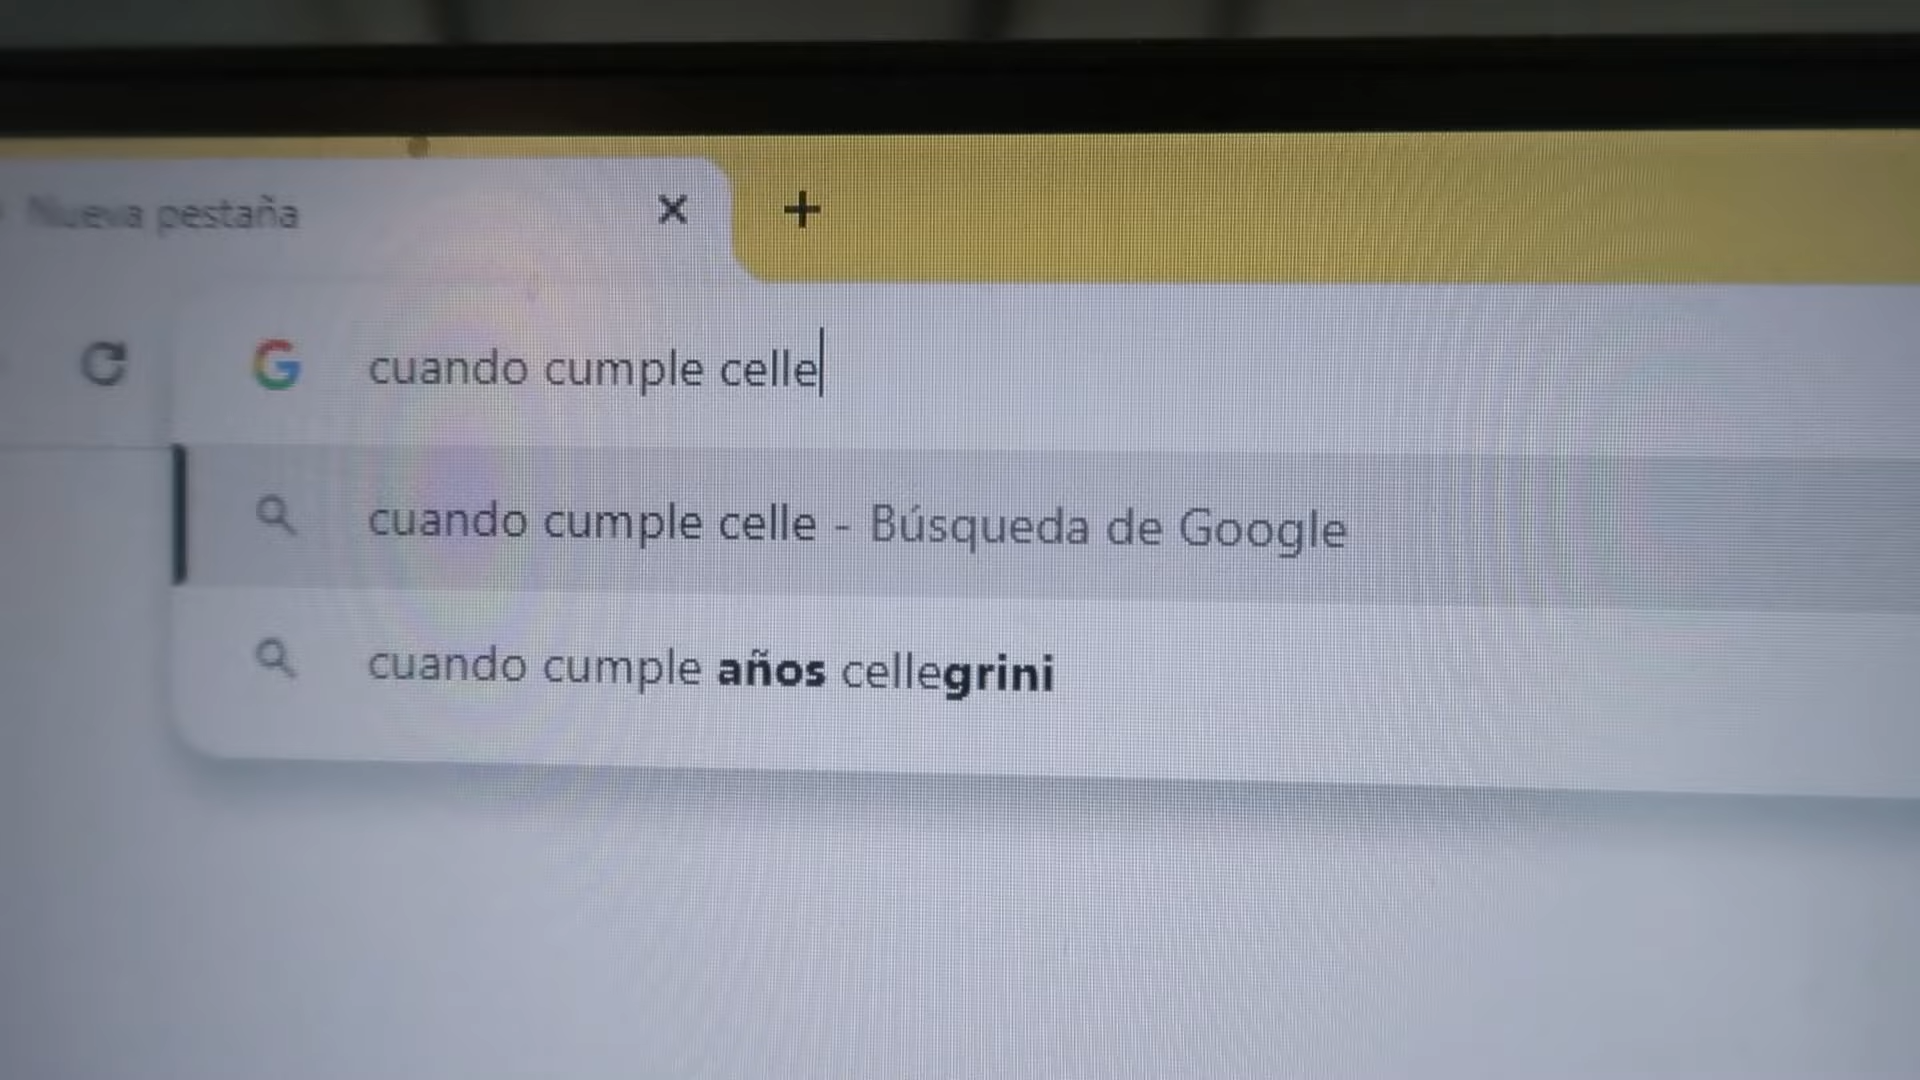 Nueva pestaña
cuando cumple celle
cuando cumple celle - Búsqueda de Google
cuando cumple años cellegrini